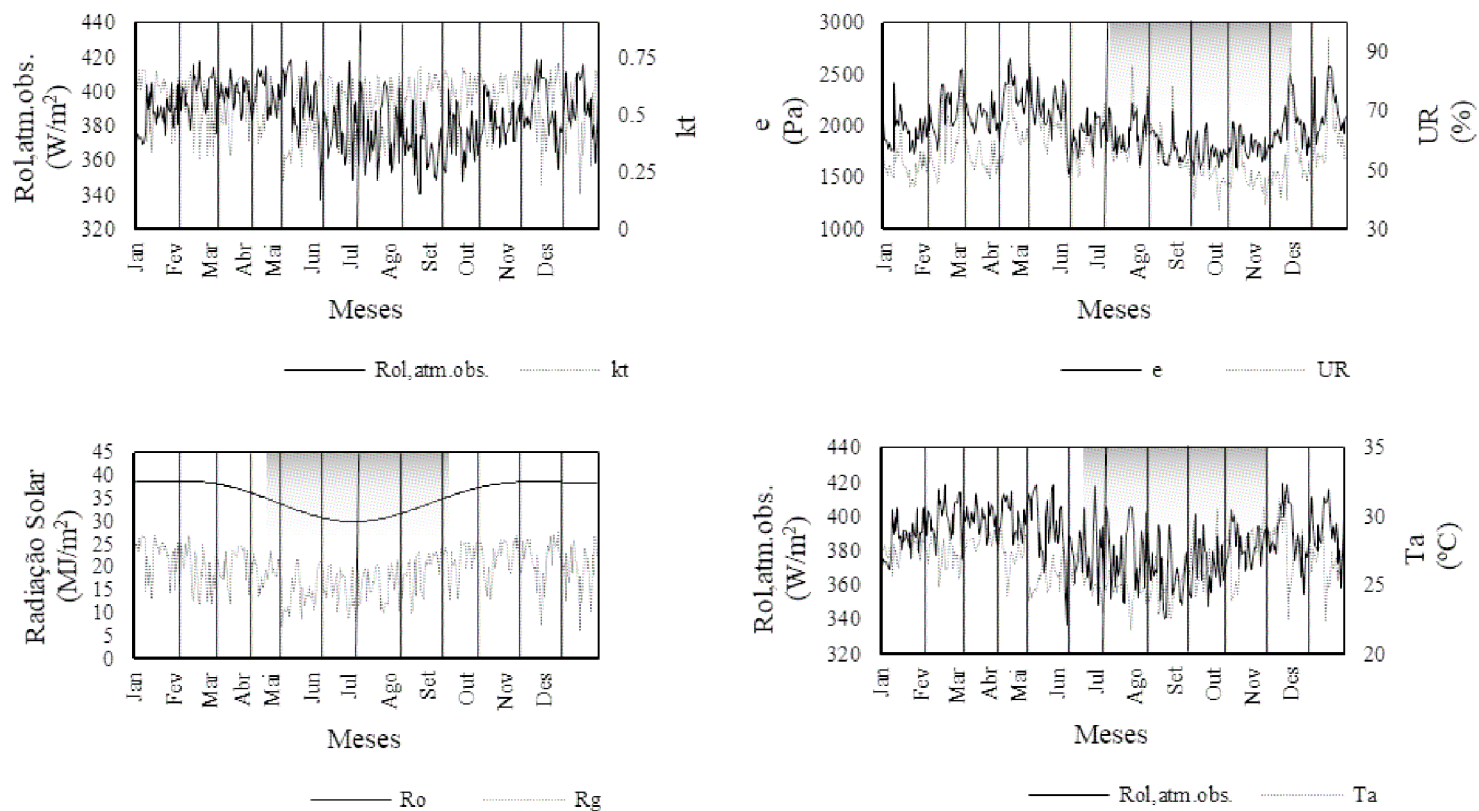 440
420
400
380
360
340
320
Rol,atm.obs.
(W/m²)
0.75
0.5
0.25
0
kt
Jan Fev Mar Abr Mai Jun Jul Ago Set Out Nov Des
Meses
Rol,atm.obs. kt
3000
2500
2000
1500
1000
e
(Pa)
90
70
50
30
UR
(%)
Jan Fev Mar Abr Mai Jun Jul Ago Set Out Nov Des
Meses
e UR
45
40
35
30
25
20
15
10
5
0
Radiação Solar
(MJ/m²)
Jan Fev Mar Abr Mai Jun Jul Ago Set Out Nov Des
Meses
Ro Rg
440
420
400
380
360
340
320
Rol,atm.obs.
(W/m²)
35
30
25
20
Ta
(ºC)
Jan Fev Mar Abr Mai Jun Jul Ago Set Out Nov Des
Meses
Rol,atm.obs. Ta